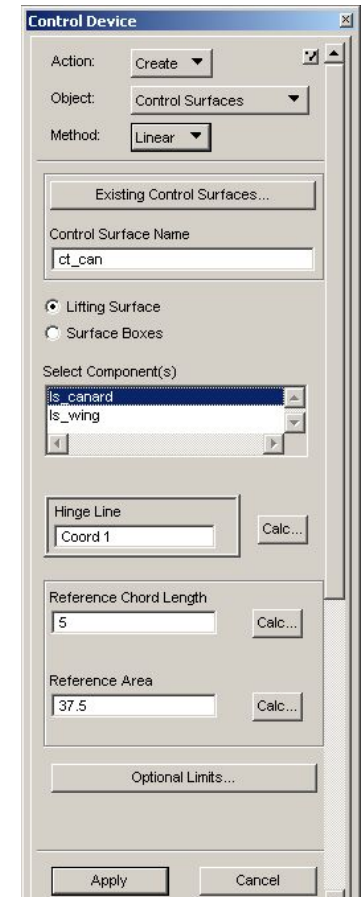 Control Device
Action: Create
Object: Control Surfaces
Method: Linear
Existing Control Surfaces...
Control Surface Name
ct_can
Lifting Surface
Surface Boxes
Select Component(s)
ls_canard
ls_wing
Hinge Line
Coord 1 Calc...
Reference Chord Length
5 Calc...
Reference Area
37.5 Calc...
Optional Limits...
Apply Cancel